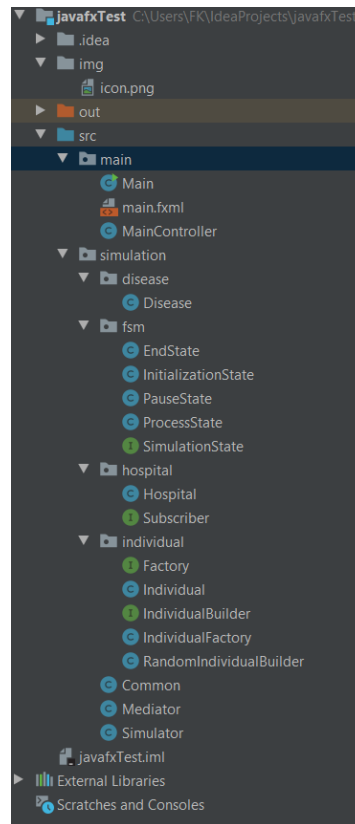 javafxTest C:\Users\FK\IdeaProjects\javafxTest
.idea
img
icon.png
out
src
main
Main
main.fxml
MainController
simulation
disease
Disease
fsm
EndState
InitializationState
PauseState
ProcessState
SimulationState
hospital
Hospital
Subscriber
individual
Factory
Individual
IndividualBuilder
IndividualFactory
RandomIndividualBuilder
Common
Mediator
Simulator
javafxTest.iml
External Libraries
Scratches and Consoles